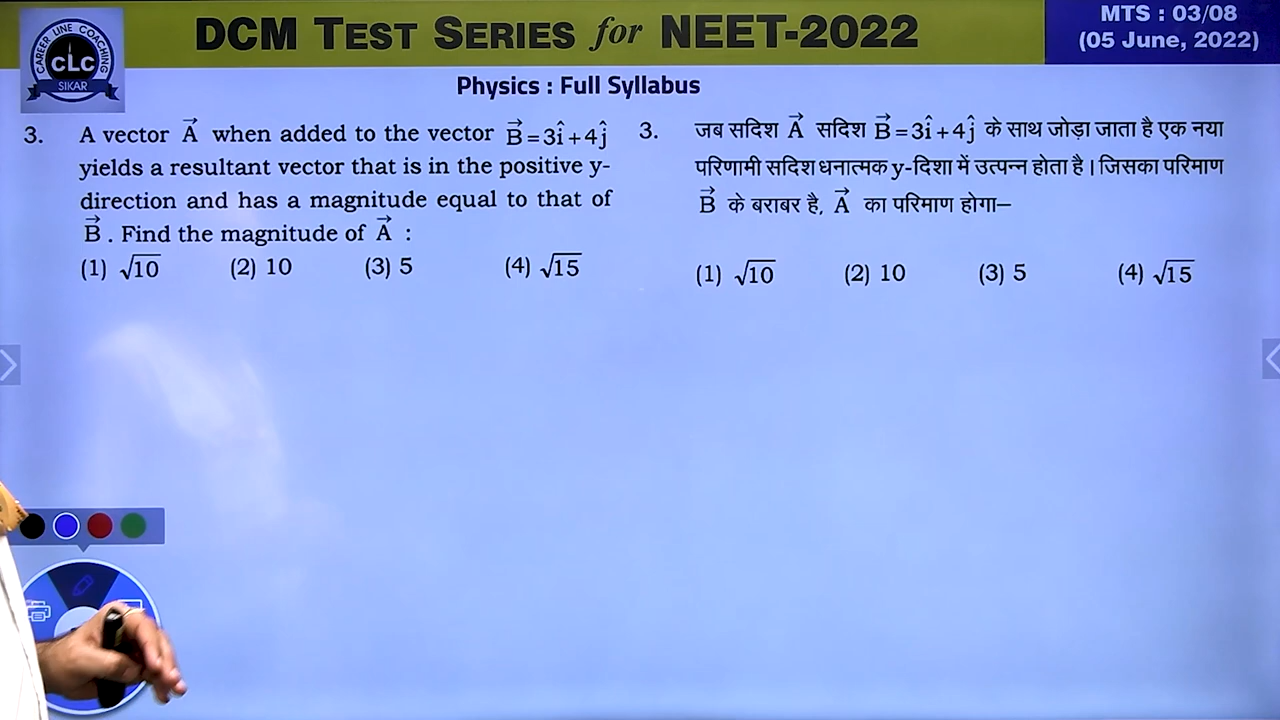 CAREER LINE COACHING
CLC
SIKAR
DCM TEST SERIES for NEET-2022
MTS : 03/08
(05 June, 2022)
Physics : Full Syllabus
3. A vector A⃗ when added to the vector B⃗=3î+4ĵ
yields a resultant vector that is in the positive y-
direction and has a magnitude equal to that of
B⃗. Find the magnitude of A⃗ :
(1) √10 (2) 10 (3) 5 (4) √15
3. जब सदिश A⃗ सदिश B⃗=3î+4ĵ के साथ जोड़ा जाता है एक नया
परिणामी सदिश धनात्मक y-दिशा में उत्पन्न होता है। जिसका परिमाण
B⃗ के बराबर है, A⃗ का परिमाण होगा–
(1) √10 (2) 10 (3) 5 (4) √15